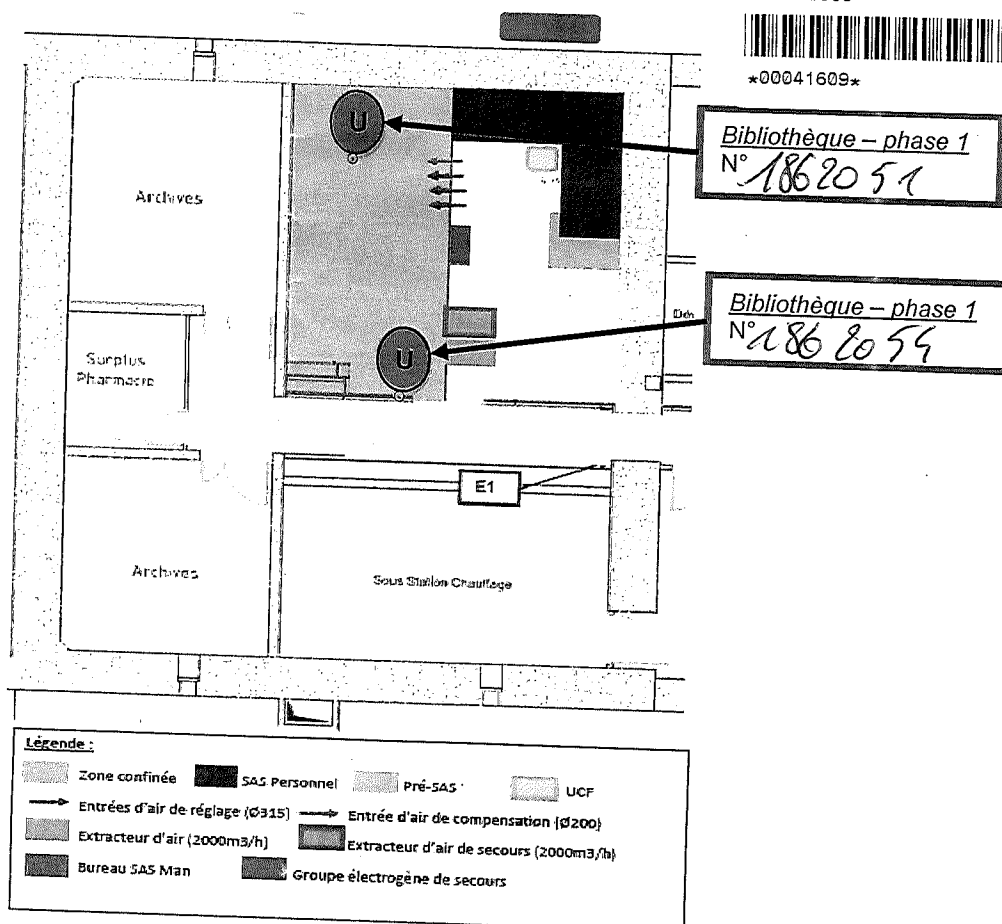 *00041609*
Bibliothèque – phase 1
N° 1862051
U
Archives
Bibliothèque – phase 1
N° 1862054
U
Surplus
Pharmacie
E1
Archives
Sous Station Chauffage
Légende :
Zone confinée
SAS Personnel
Pré-SAS
UCF
Entrées d'air de réglage (Ø315)
Entrée d'air de compensation (Ø200)
Extracteur d'air (2000m3/h)
Extracteur d'air de secours (2000m3/h)
Bureau SAS Man
Groupe électrogène de secours